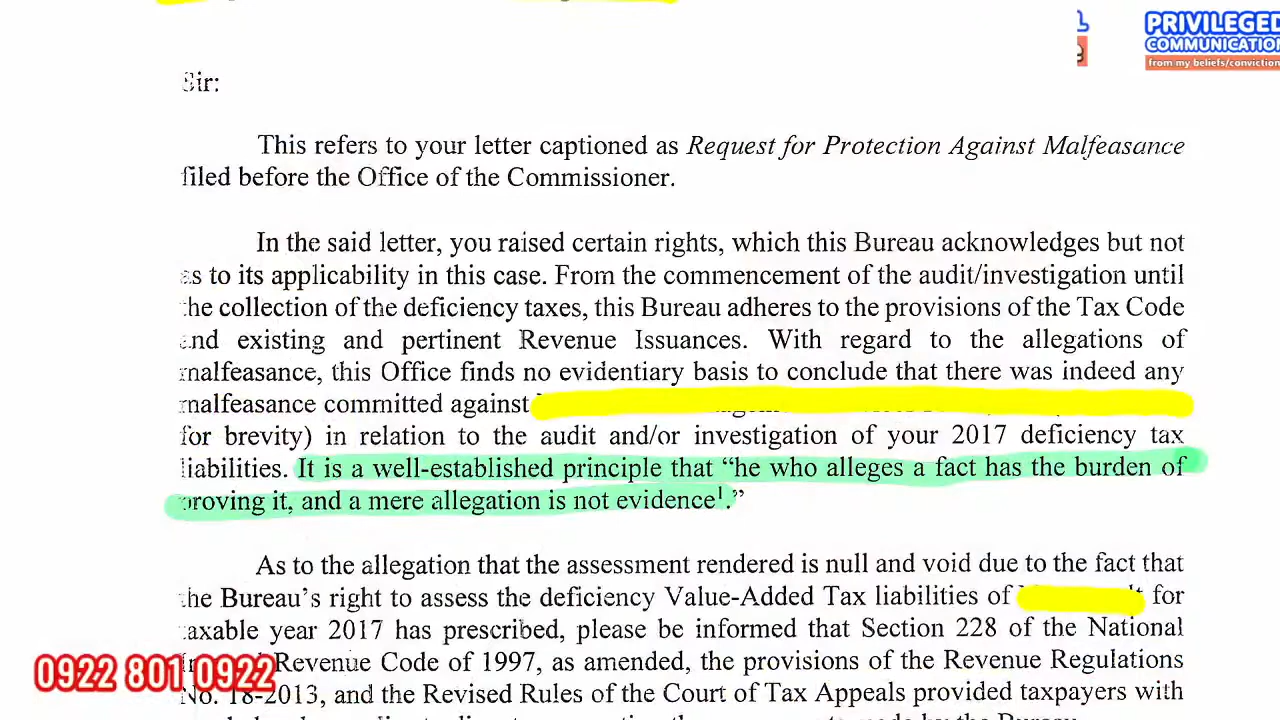 PRIVILEGED
COMMUNICATION
from my beliefs/conviction
Sir:
This refers to your letter captioned as Request for Protection Against Malfeasance
filed before the Office of the Commissioner.
In the said letter, you raised certain rights, which this Bureau acknowledges but not
as to its applicability in this case. From the commencement of the audit/investigation until
the collection of the deficiency taxes, this Bureau adheres to the provisions of the Tax Code
and existing and pertinent Revenue Issuances. With regard to the allegations of
malfeasance, this Office finds no evidentiary basis to conclude that there was indeed any
malfeasance committed against
for brevity) in relation to the audit and/or investigation of your 2017 deficiency tax
liabilities. It is a well-established principle that “he who alleges a fact has the burden of
proving it, and a mere allegation is not evidence¹.”
As to the allegation that the assessment rendered is null and void due to the fact that
the Bureau’s right to assess the deficiency Value-Added Tax liabilities of for
taxable year 2017 has prescribed, please be informed that Section 228 of the National
Revenue Code of 1997, as amended, the provisions of the Revenue Regulations
No. 18-2013, and the Revised Rules of the Court of Tax Appeals provided taxpayers with
0922 801 0922